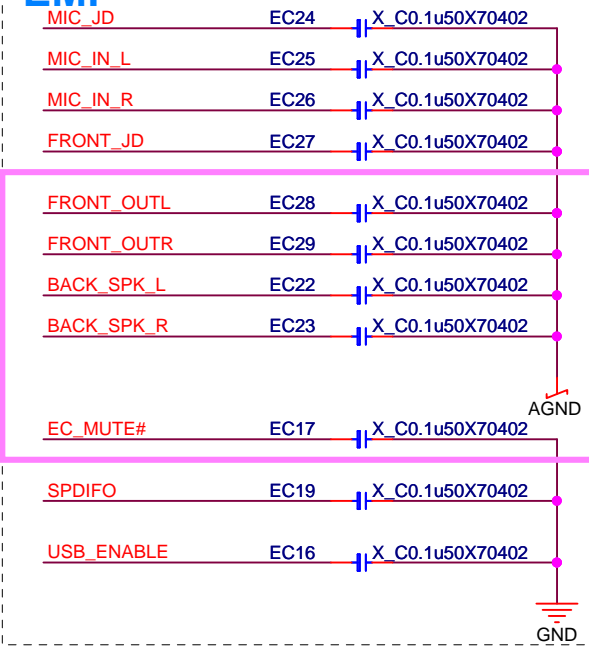 EMI
MIC_JD EC24 X_C0.1u50X70402
MIC_IN_L EC25 X_C0.1u50X70402
MIC_IN_R EC26 X_C0.1u50X70402
FRONT_JD EC27 X_C0.1u50X70402
FRONT_OUTL EC28 X_C0.1u50X70402
FRONT_OUTR EC29 X_C0.1u50X70402
BACK_SPK_L EC22 X_C0.1u50X70402
BACK_SPK_R EC23 X_C0.1u50X70402
AGND
EC_MUTE# EC17 X_C0.1u50X70402
SPDIFO EC19 X_C0.1u50X70402
USB_ENABLE EC16 X_C0.1u50X70402
GND